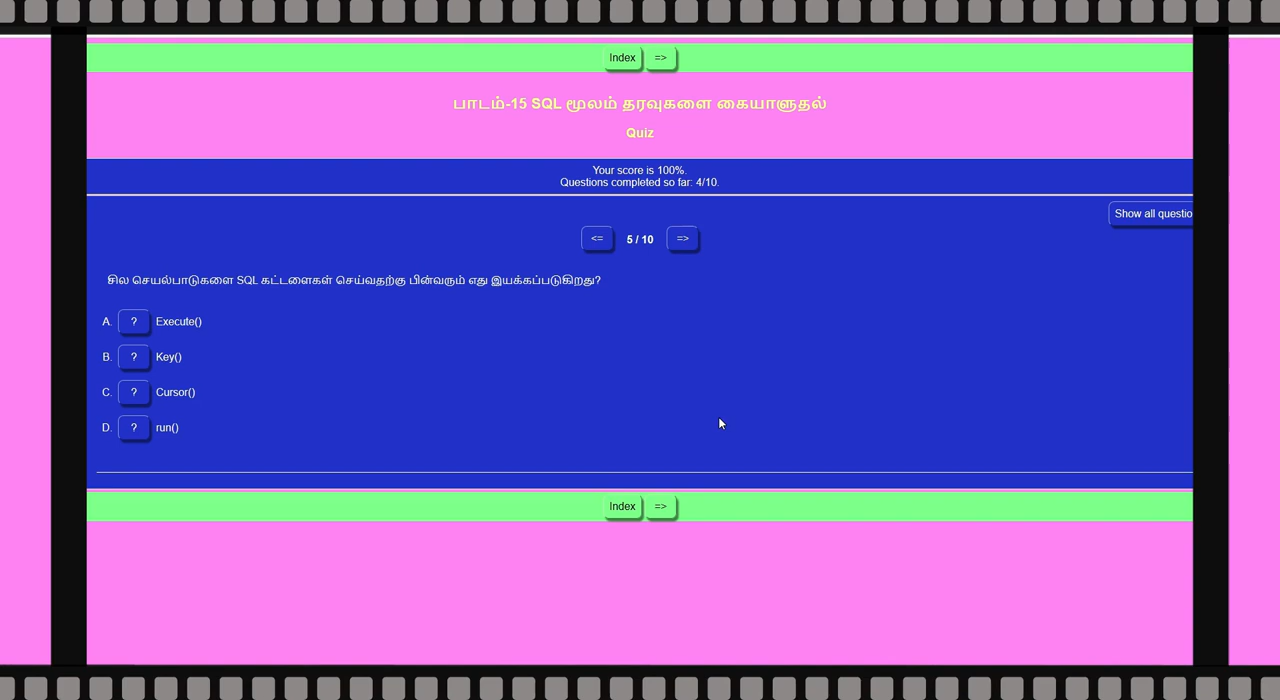 Index =>
பாடம்-15 SQL மூலம் தரவுகளை கையாளுதல்
Quiz
Your score is 100%.
Questions completed so far: 4/10.
Show all questio
<= 5 / 10 =>
சில செயல்பாடுகளை SQL கட்டளைகள் செய்வதற்கு பின்வரும் எது இயக்கப்படுகிறது?
A. ? Execute()
B. ? Key()
C. ? Cursor()
D. ? run()
Index =>